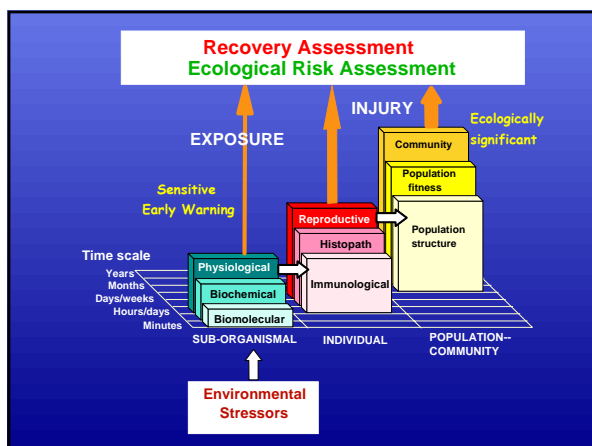 Recovery Assessment
Ecological Risk Assessment
INJURY
EXPOSURE
Ecologically
significant
Sensitive
Early Warning
Community
Population
fitness
Population
structure
Reproductive
Histopath
Immunological
Physiological
Biochemical
Biomolecular
Time scale
Years
Months
Days/weeks
Hours/days
Minutes
SUB-ORGANISMAL
INDIVIDUAL
POPULATION--
COMMUNITY
Environmental
Stressors